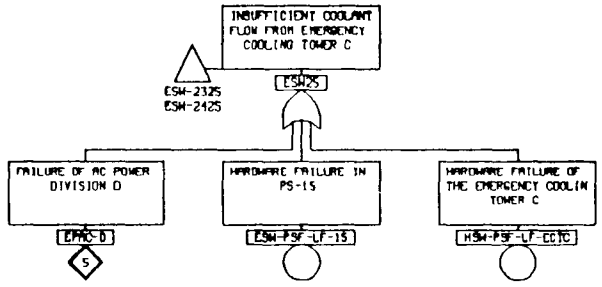 INSUFFICIENT COOLANT
FLOW FROM EMERGENCY
COOLING TOWER C
ESW-2325
ESW-2425
ESW25
FAILURE OF AC POWER
DIVISION D
EPAC-D
5
HARDWARE FAILURE IN
PS-15
ESW-PSF-LF-15
HARDWARE FAILURE OF
THE EMERGENCY COOLIN
TOWER C
HSW-PSF-LF-ECTC